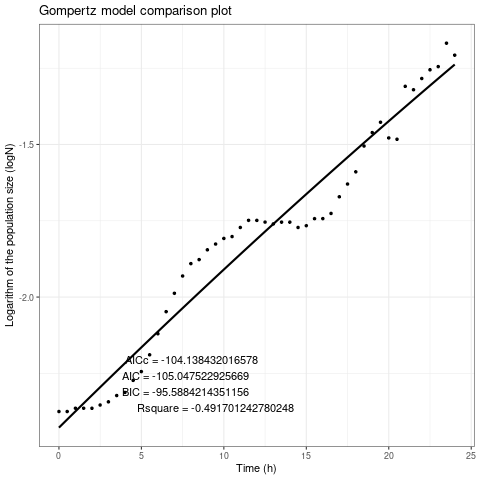 Gompertz model comparison plot
Logarithm of the population size (logN)
-1.5
-2.0
AICc = -104.138432016578
AIC = -105.047522925669
BIC = -95.5884214351156
Rsquare = -0.491701242780248
0 5 10 15 20 25
Time (h)